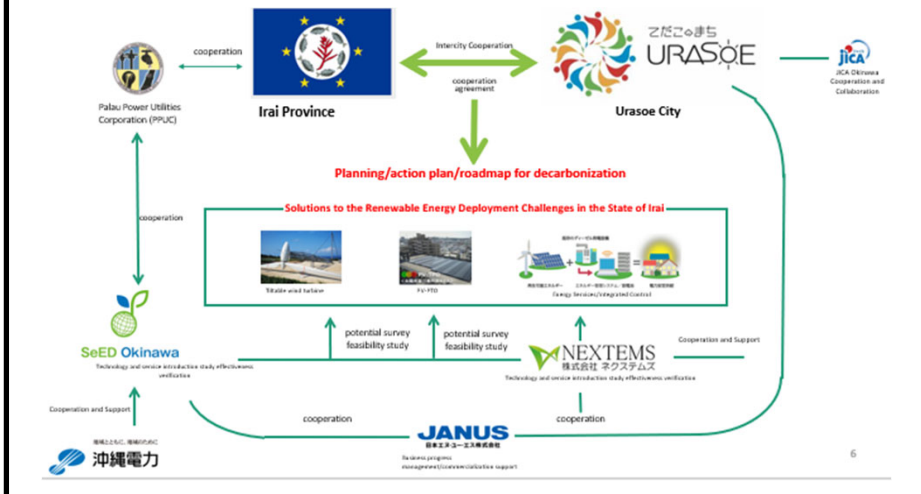 cooperation
Intercity Cooperation
cooperation
agreement
てだこのまち
URASOE
JICA
JICA Okinawa
Cooperation and
Collaboration
Palau Power Utilities
Corporation (PPUC)
Irai Province
Urasoe City
Planning/action plan/roadmap for decarbonization
Solutions to the Renewable Energy Deployment Challenges in the State of Irai
cooperation
Tiltable wind turbine
PV-TPO
Energy Services/Integrated Control
potential survey
feasibility study
potential survey
feasibility study
SeED Okinawa
Technology and service introduction study effectiveness
verification
NEXTEMS
株式会社 ネクステムズ
Technology and service introduction study effectiveness verification
Cooperation and Support
Cooperation and Support
cooperation
cooperation
地域とともに、地域のために
沖縄電力
JANUS
日本エヌ・ユー・エス株式会社
Business progress
management/commercialization support
6